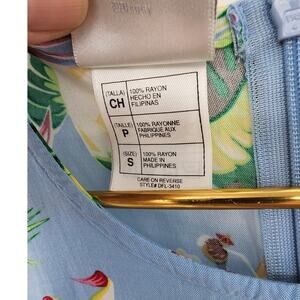 (TALLA)
CH
100% RAYON
HECHO EN
FILIPINAS
(TAILLE)
P
100% RAYONNE
FABRIQUE AUX
PHILIPPINES
(SIZE)
S
100% RAYON
MADE IN
PHILIPPINES
CARE ON REVERSE
STYLE# DFL-3410